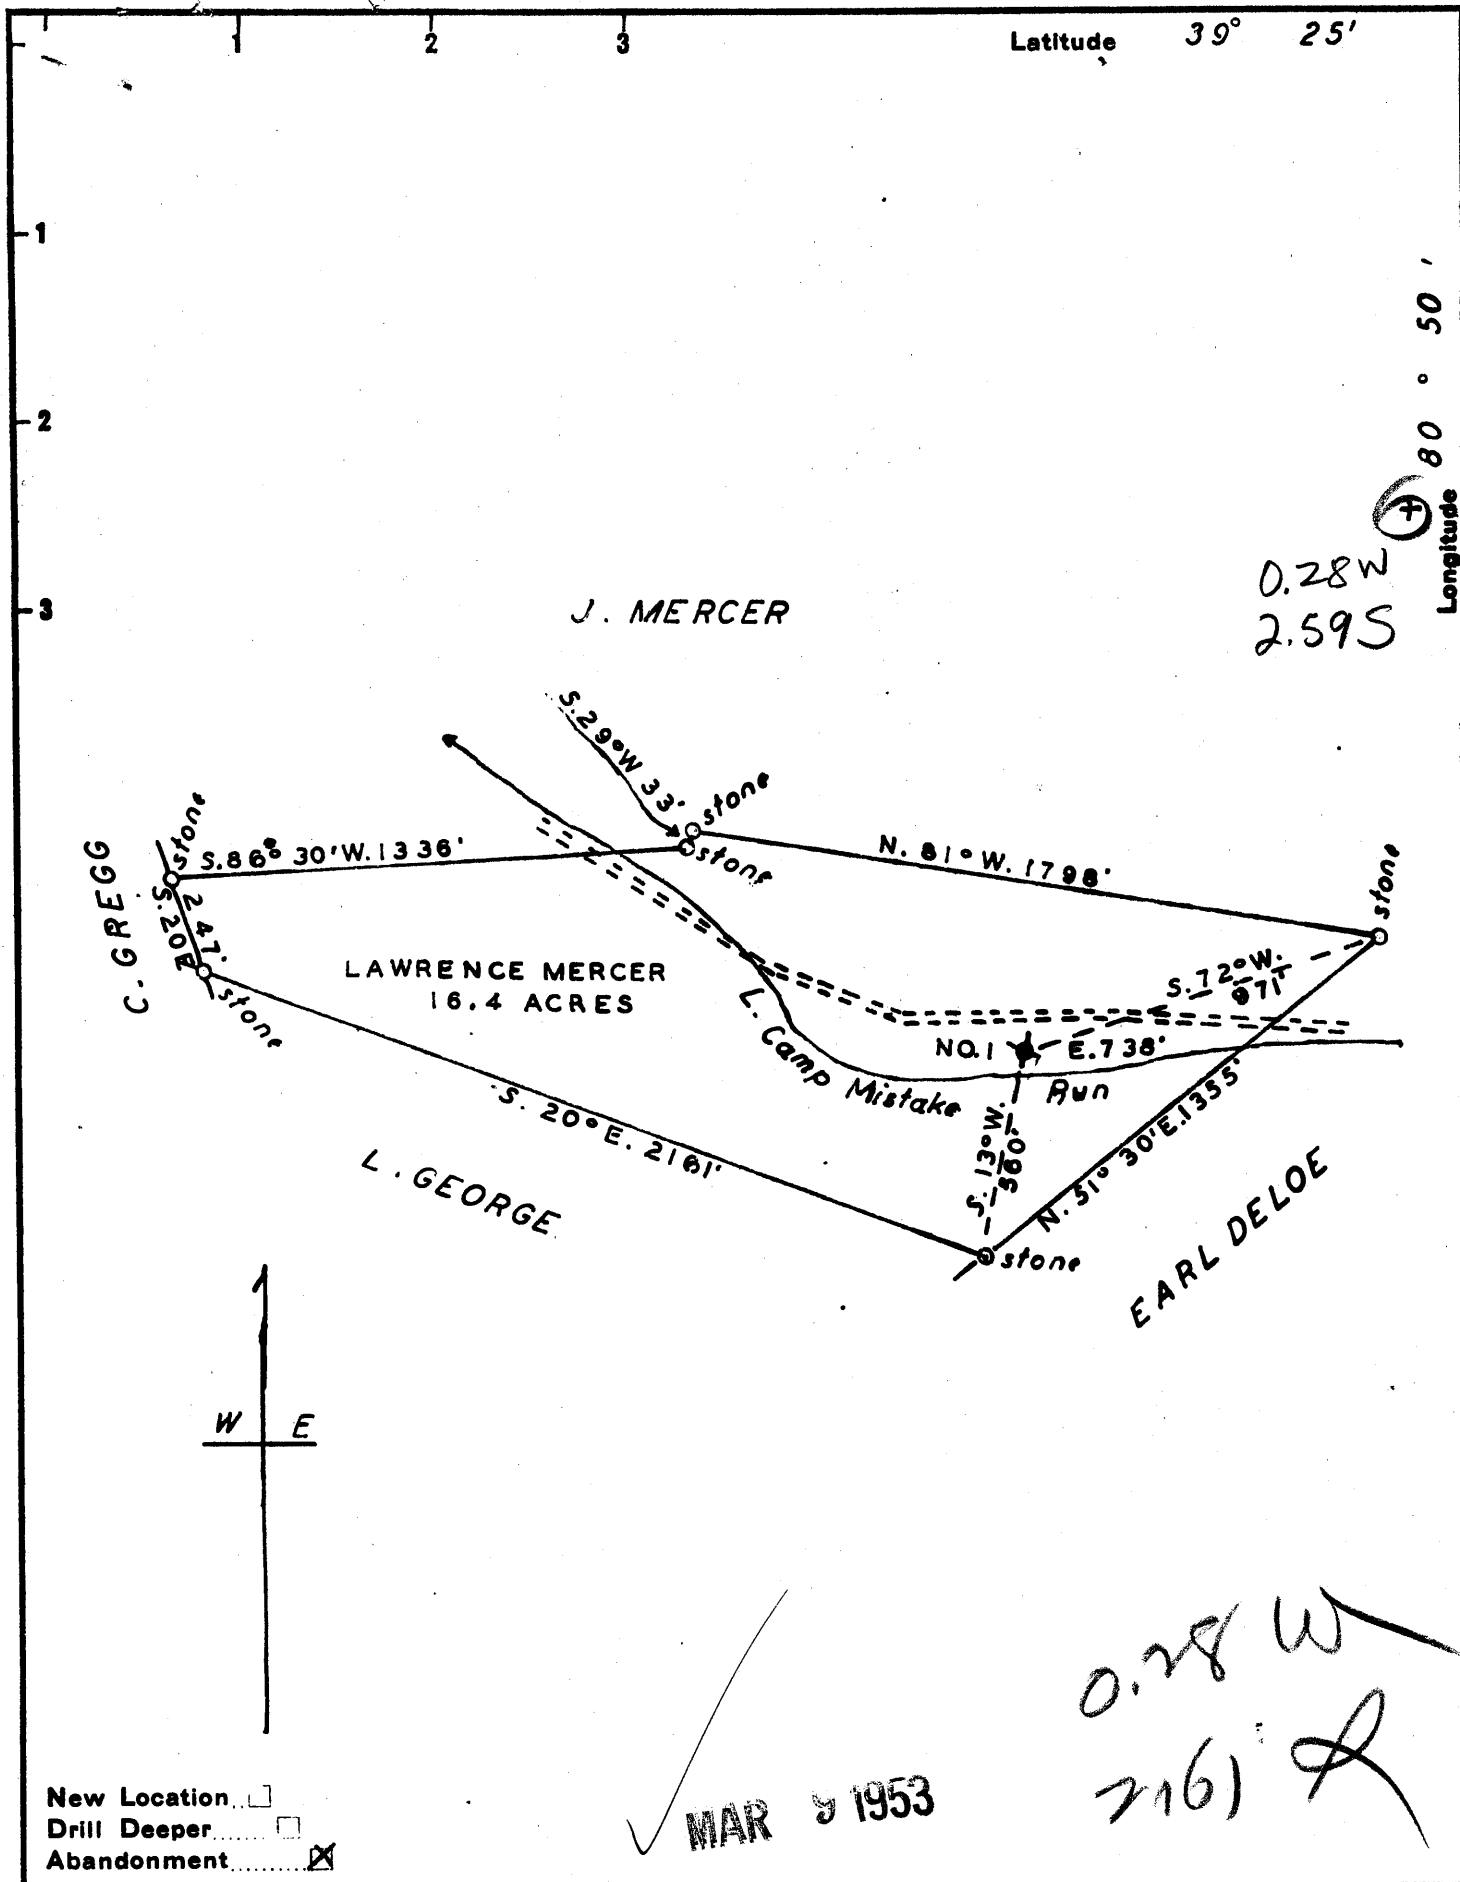 1 2 3 Latitude 39° 25'
1
2
3
Longitude 80° 50'
+
0.28W
2.59S
J. MERCER
S.29°W 33'
stone
stone
stone
S.86° 30'W.1336'
N. 81° W. 1798'
stone
C. GREGG
S.20E
247'
stone
LAWRENCE MERCER
16.4 ACRES
S.72°W.
971'
NO.1
E.738'
L. Camp Mistake Run
S. 20° E. 2161'
S. 13° W.
560'
N. 51° 30'E.1355'
L. GEORGE
stone
EARL DELOE
W E
0.28 W
New Location
Drill Deeper
Abandonment X
MAR 9 1953